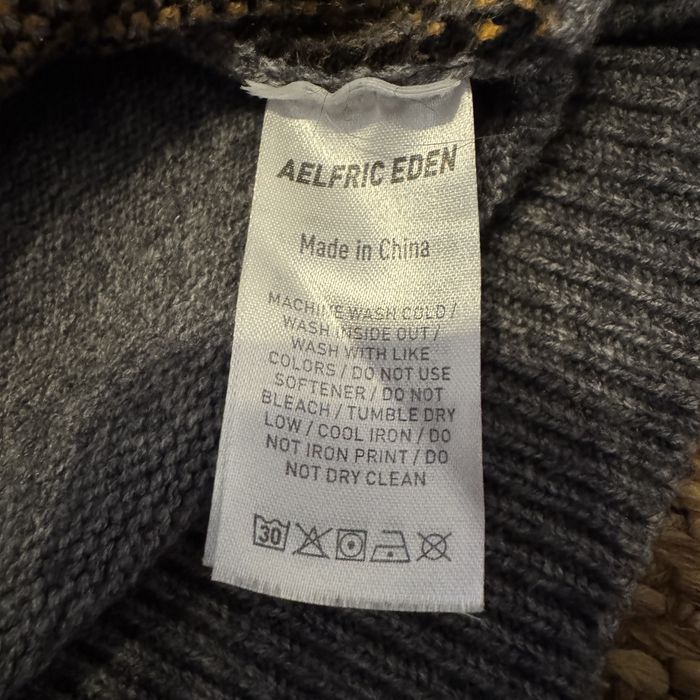 AELFRIC EDEN
Made in China
MACHINE WASH COLD /
WASH INSIDE OUT /
WASH WITH LIKE
COLORS / DO NOT USE
SOFTENER / DO NOT
BLEACH / TUMBLE DRY
LOW / COOL IRON / DO
NOT IRON PRINT / DO
NOT DRY CLEAN
30